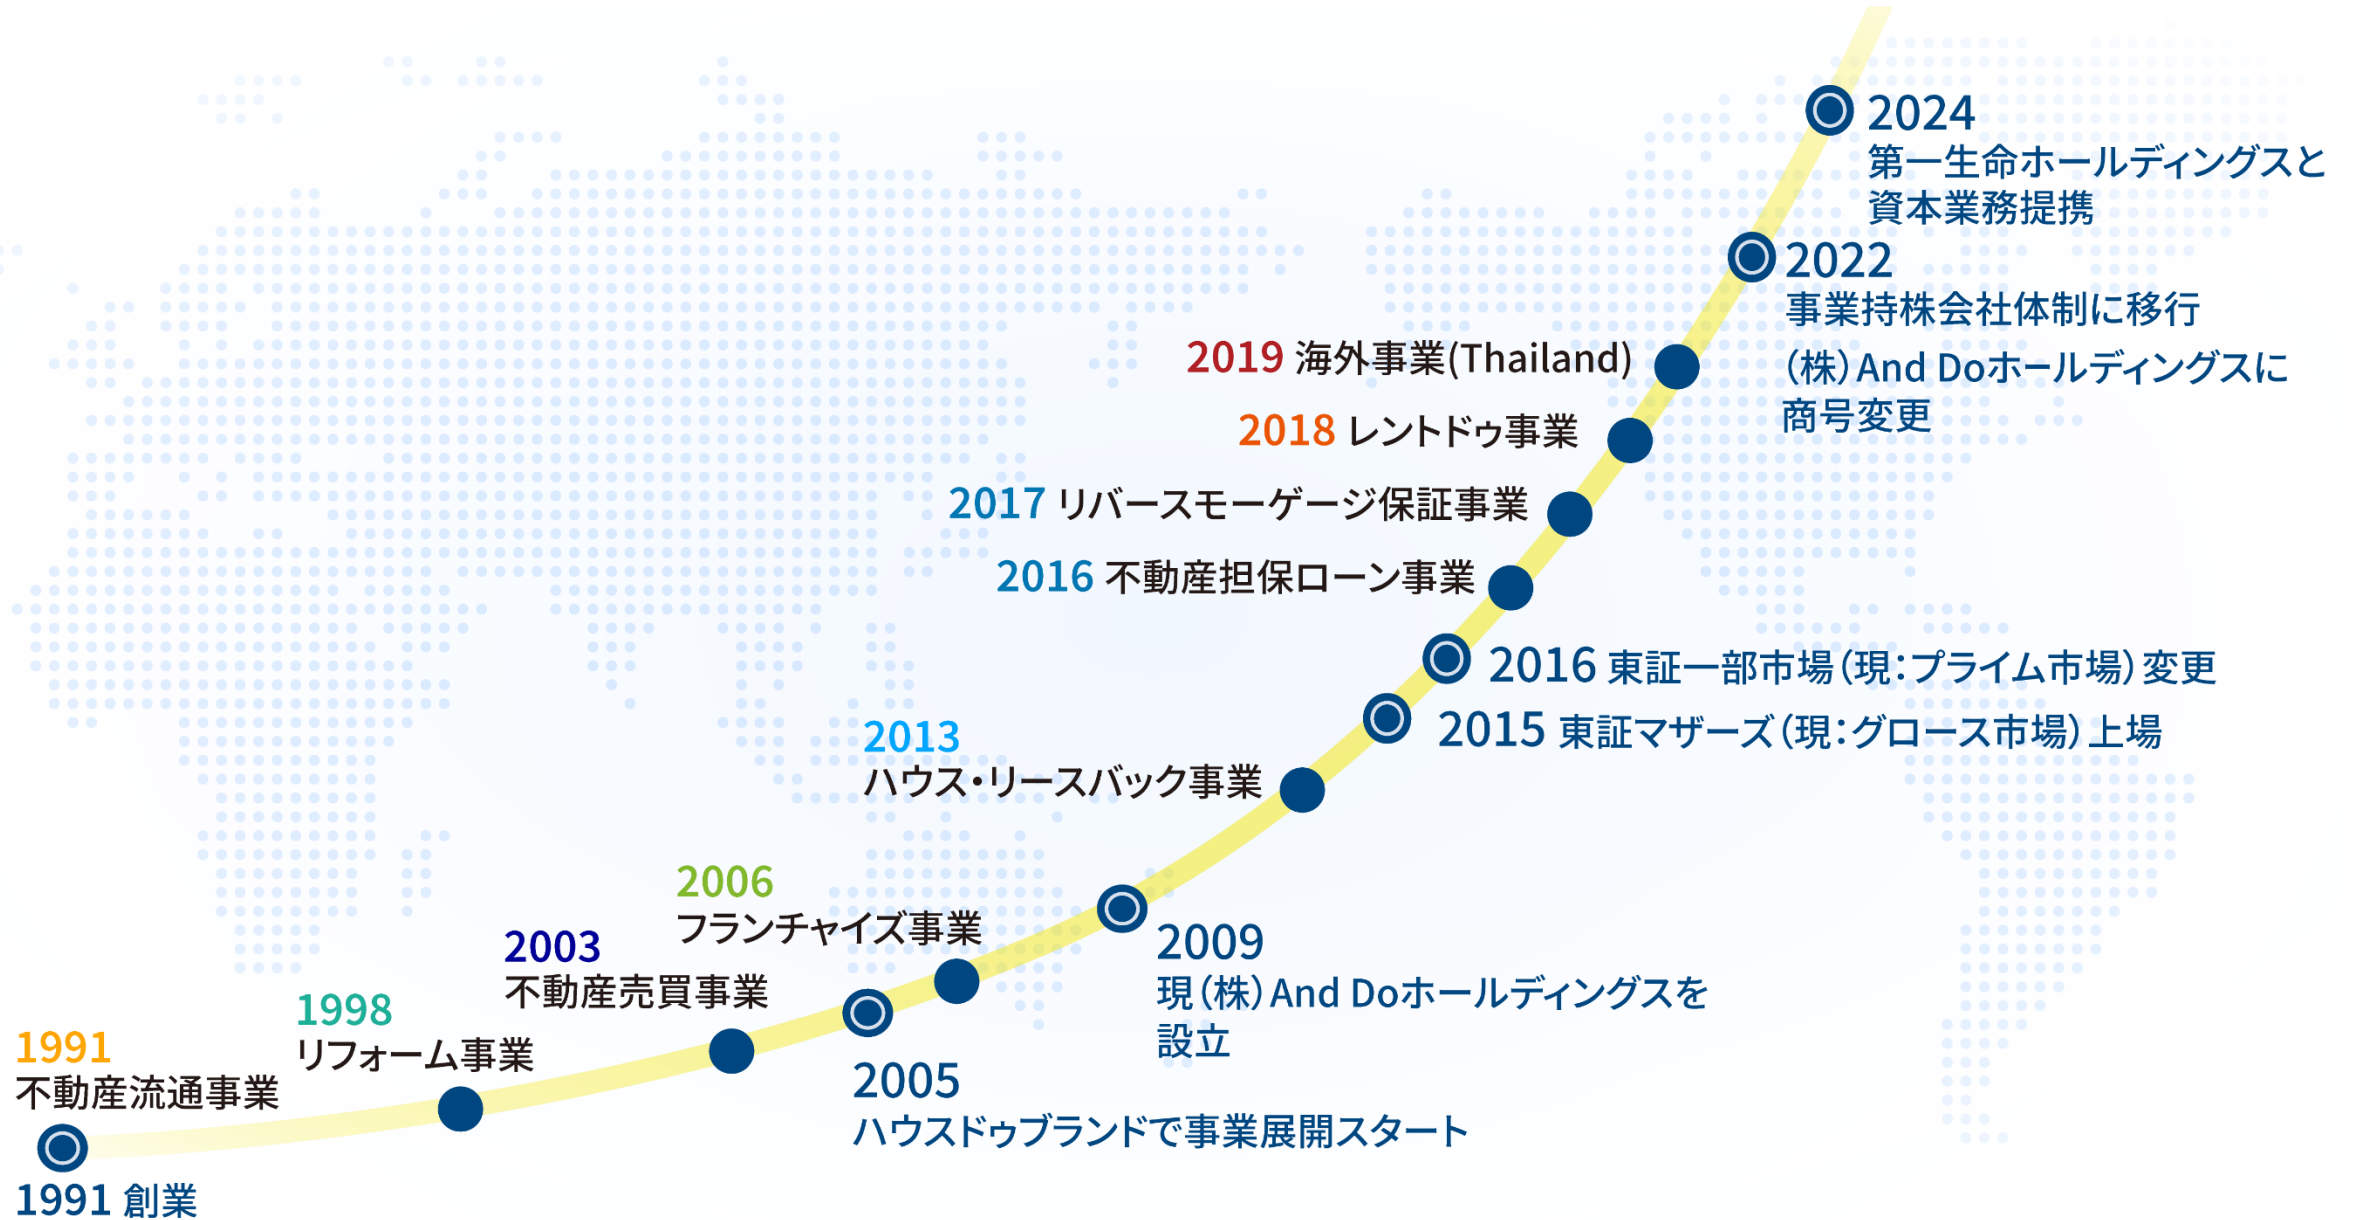 2024
第一生命ホールディングスと
資本業務提携
2022
事業持株会社体制に移行
（株）And Doホールディングスに
商号変更
2019 海外事業(Thailand)
2018 レントドゥ事業
2017 リバースモーゲージ保証事業
2016 不動産担保ローン事業
2016 東証一部市場（現：プライム市場）変更
2015 東証マザーズ（現：グロース市場）上場
2013
ハウス・リースバック事業
2006
フランチャイズ事業
2009
現（株）And Doホールディングスを
設立
2003
不動産売買事業
2005
ハウスドゥブランドで事業展開スタート
1998
リフォーム事業
1991
不動産流通事業
1991 創業